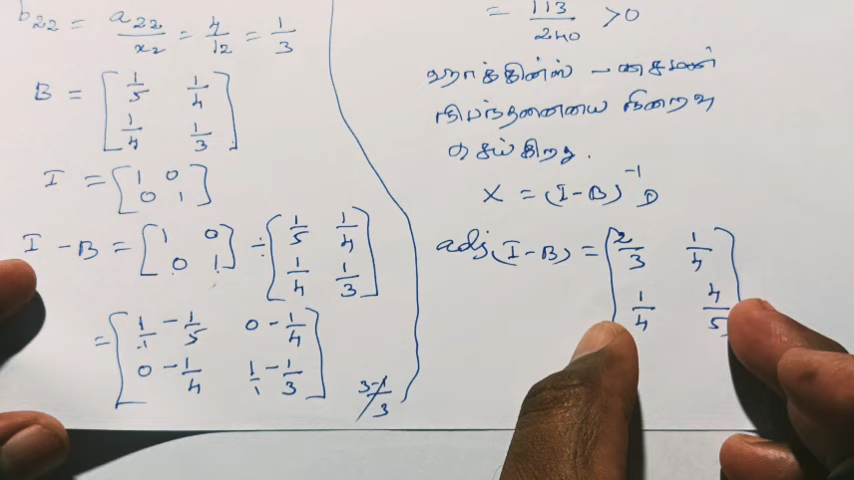 b₂₂ = a₂₂/x₂ = 4/12 = 1/3
B = [1/5 1/4
1/4 1/3]
I = [1 0
0 1]
I - B = [1 0
0 1] ÷ [1/5 1/4
1/4 1/3]
= [1/1 - 1/5 0 - 1/4
0 - 1/4 1/1 - 1/3]
3-1/3
= 113/240 > 0
ஹாக்கின்ஸ் - சைமன்
நிபந்தனையை நிறைவு
செய்கிறது.
X = (I-B)⁻¹ D
adj(I-B) = [2/3 1/4
1/4 4/5]